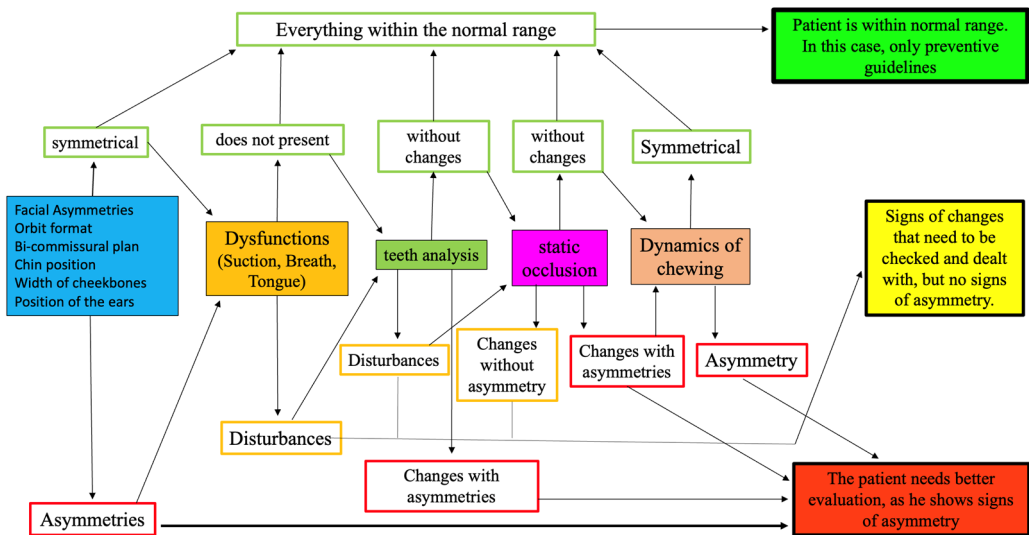 Everything within the normal range
Patient is within normal range.
In this case, only preventive
guidelines
symmetrical
does not present
without
changes
without
changes
Symmetrical
Facial Asymmetries
Orbit format
Bi-commissural plan
Chin position
Width of cheekbones
Position of the ears
Dysfunctions
(Suction, Breath,
Tongue)
teeth analysis
static
occlusion
Dynamics of
chewing
Signs of changes
that need to be
checked and dealt
with, but no signs
of asymmetry.
Disturbances
Changes
without
asymmetry
Changes with
asymmetries
Asymmetry
Disturbances
Changes with
asymmetries
Asymmetries
The patient needs better
evaluation, as he shows signs
of asymmetry